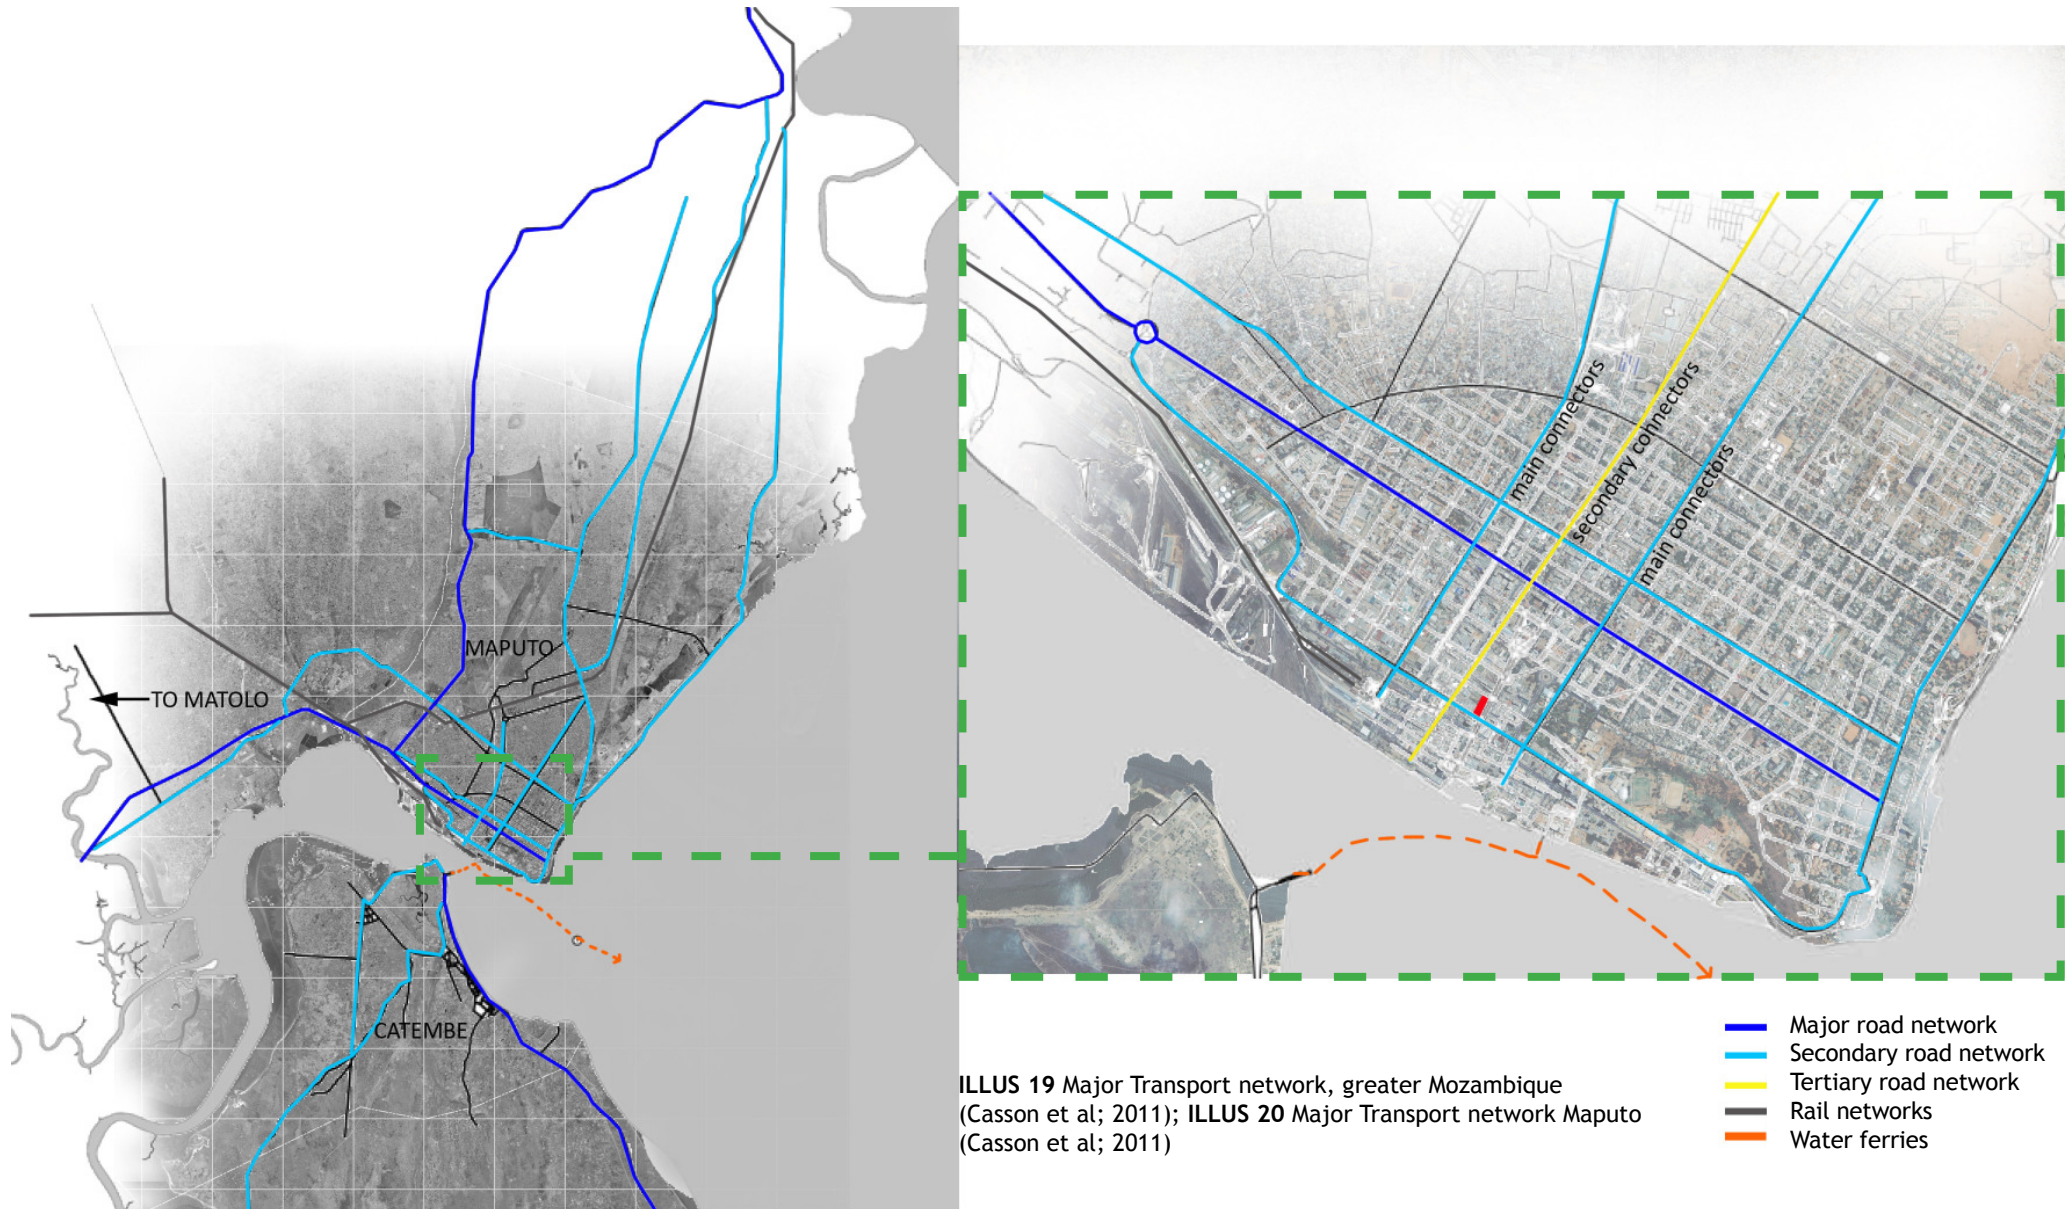 MAPUTO
TO MATOLO
CATEMBE
main connectors
secondary connectors
main connectors
Major road network
Secondary road network
Tertiary road network
Rail networks
Water ferries
ILLUS 19 Major Transport network, greater Mozambique
(Casson et al; 2011); ILLUS 20 Major Transport network Maputo
(Casson et al; 2011)